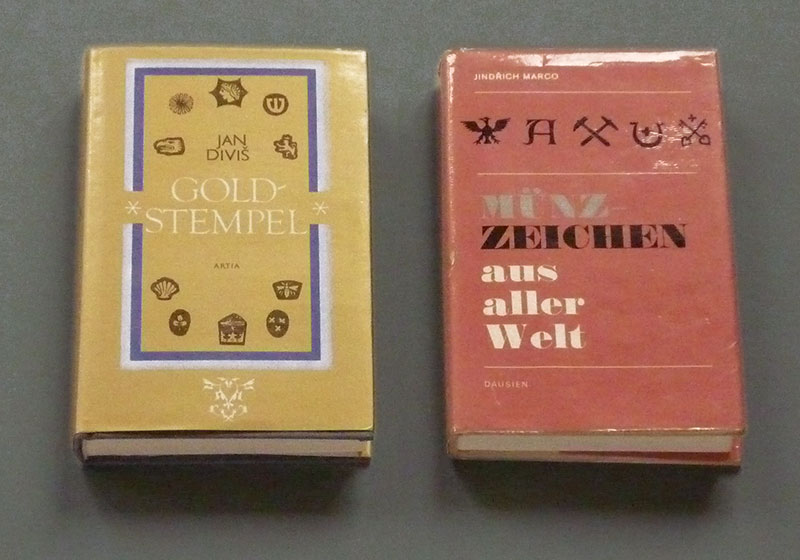 JAN
DIVIŠ
GOLD-
* STEMPEL *
ARTIA
JINDŘICH MARCO
MÜNZ-
ZEICHEN
aus
aller
Welt
DAUSIEN